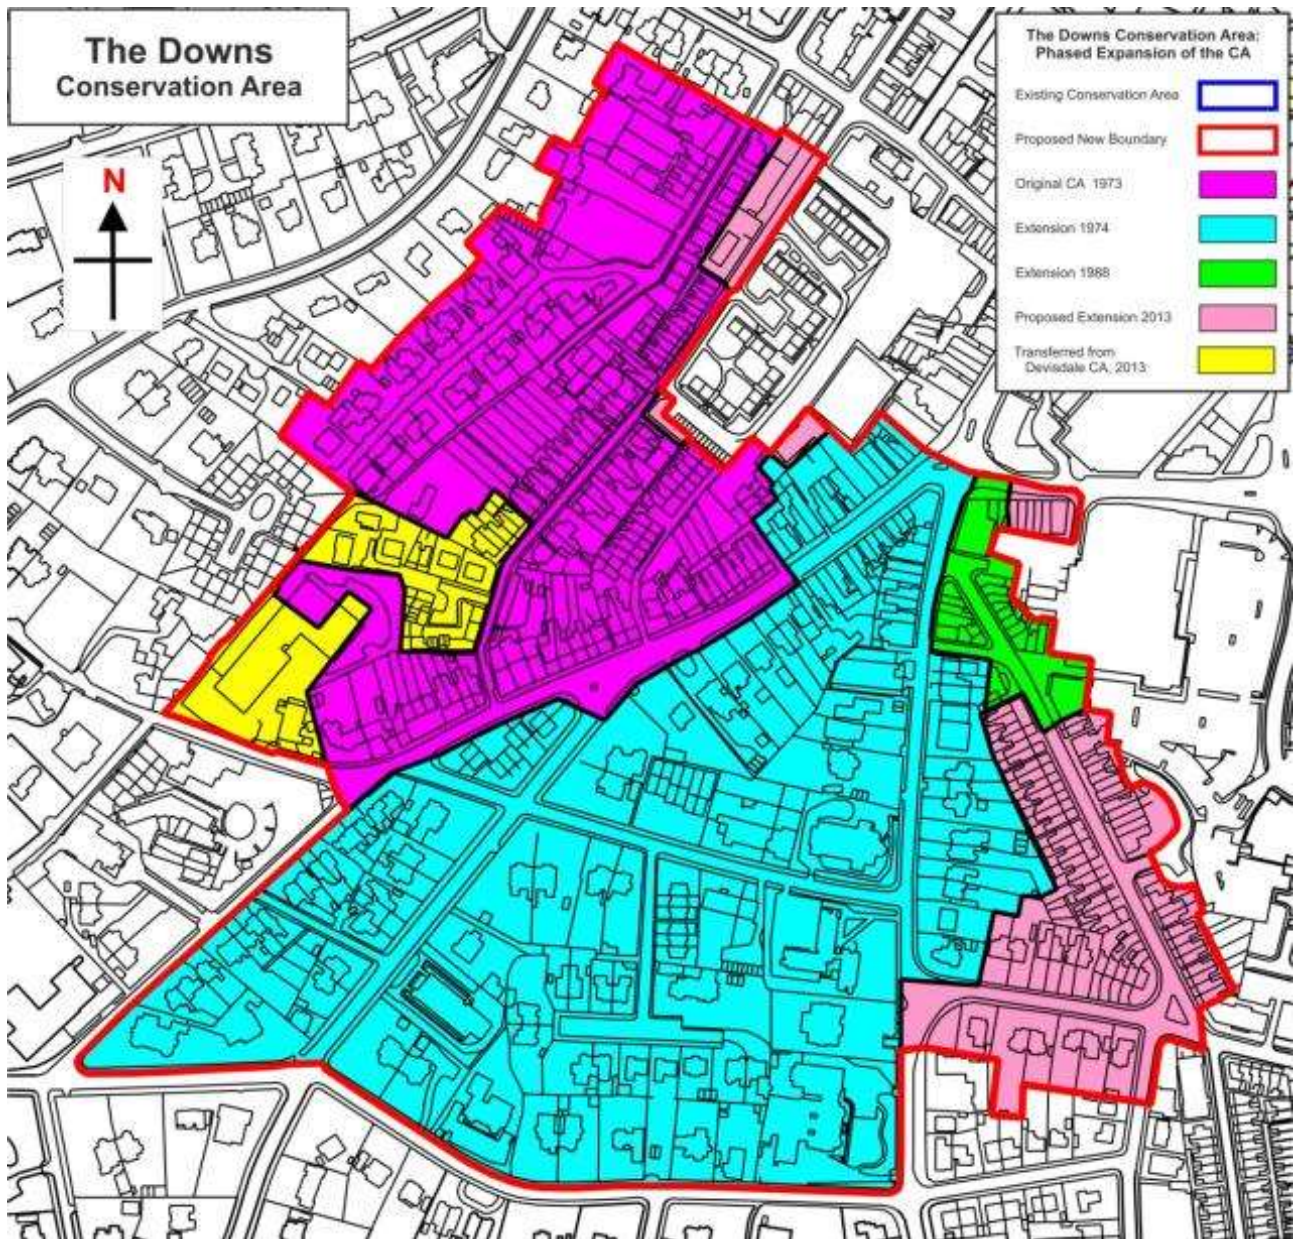 The Downs
Conservation Area
N
The Downs Conservation Area:
Phased Expansion of the CA
Existing Conservation Area
Proposed New Boundary
Original CA 1973
Extension 1974
Extension 1988
Proposed Extension 2013
Transferred from
Devisdale CA, 2013: